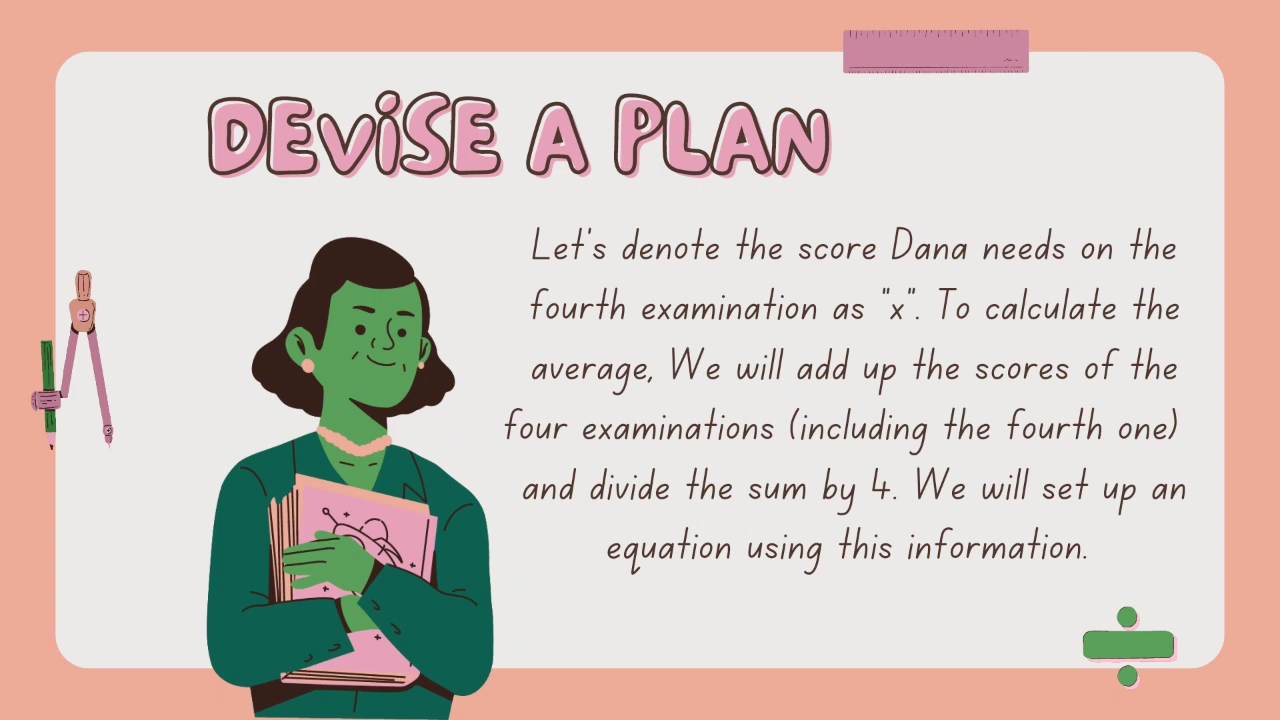 DEViSE A PLAN
Let's denote the score Dana needs on the
fourth examination as "x". To calculate the
average, We will add up the scores of the
four examinations (including the fourth one)
and divide the sum by 4. We will set up an
equation using this information.